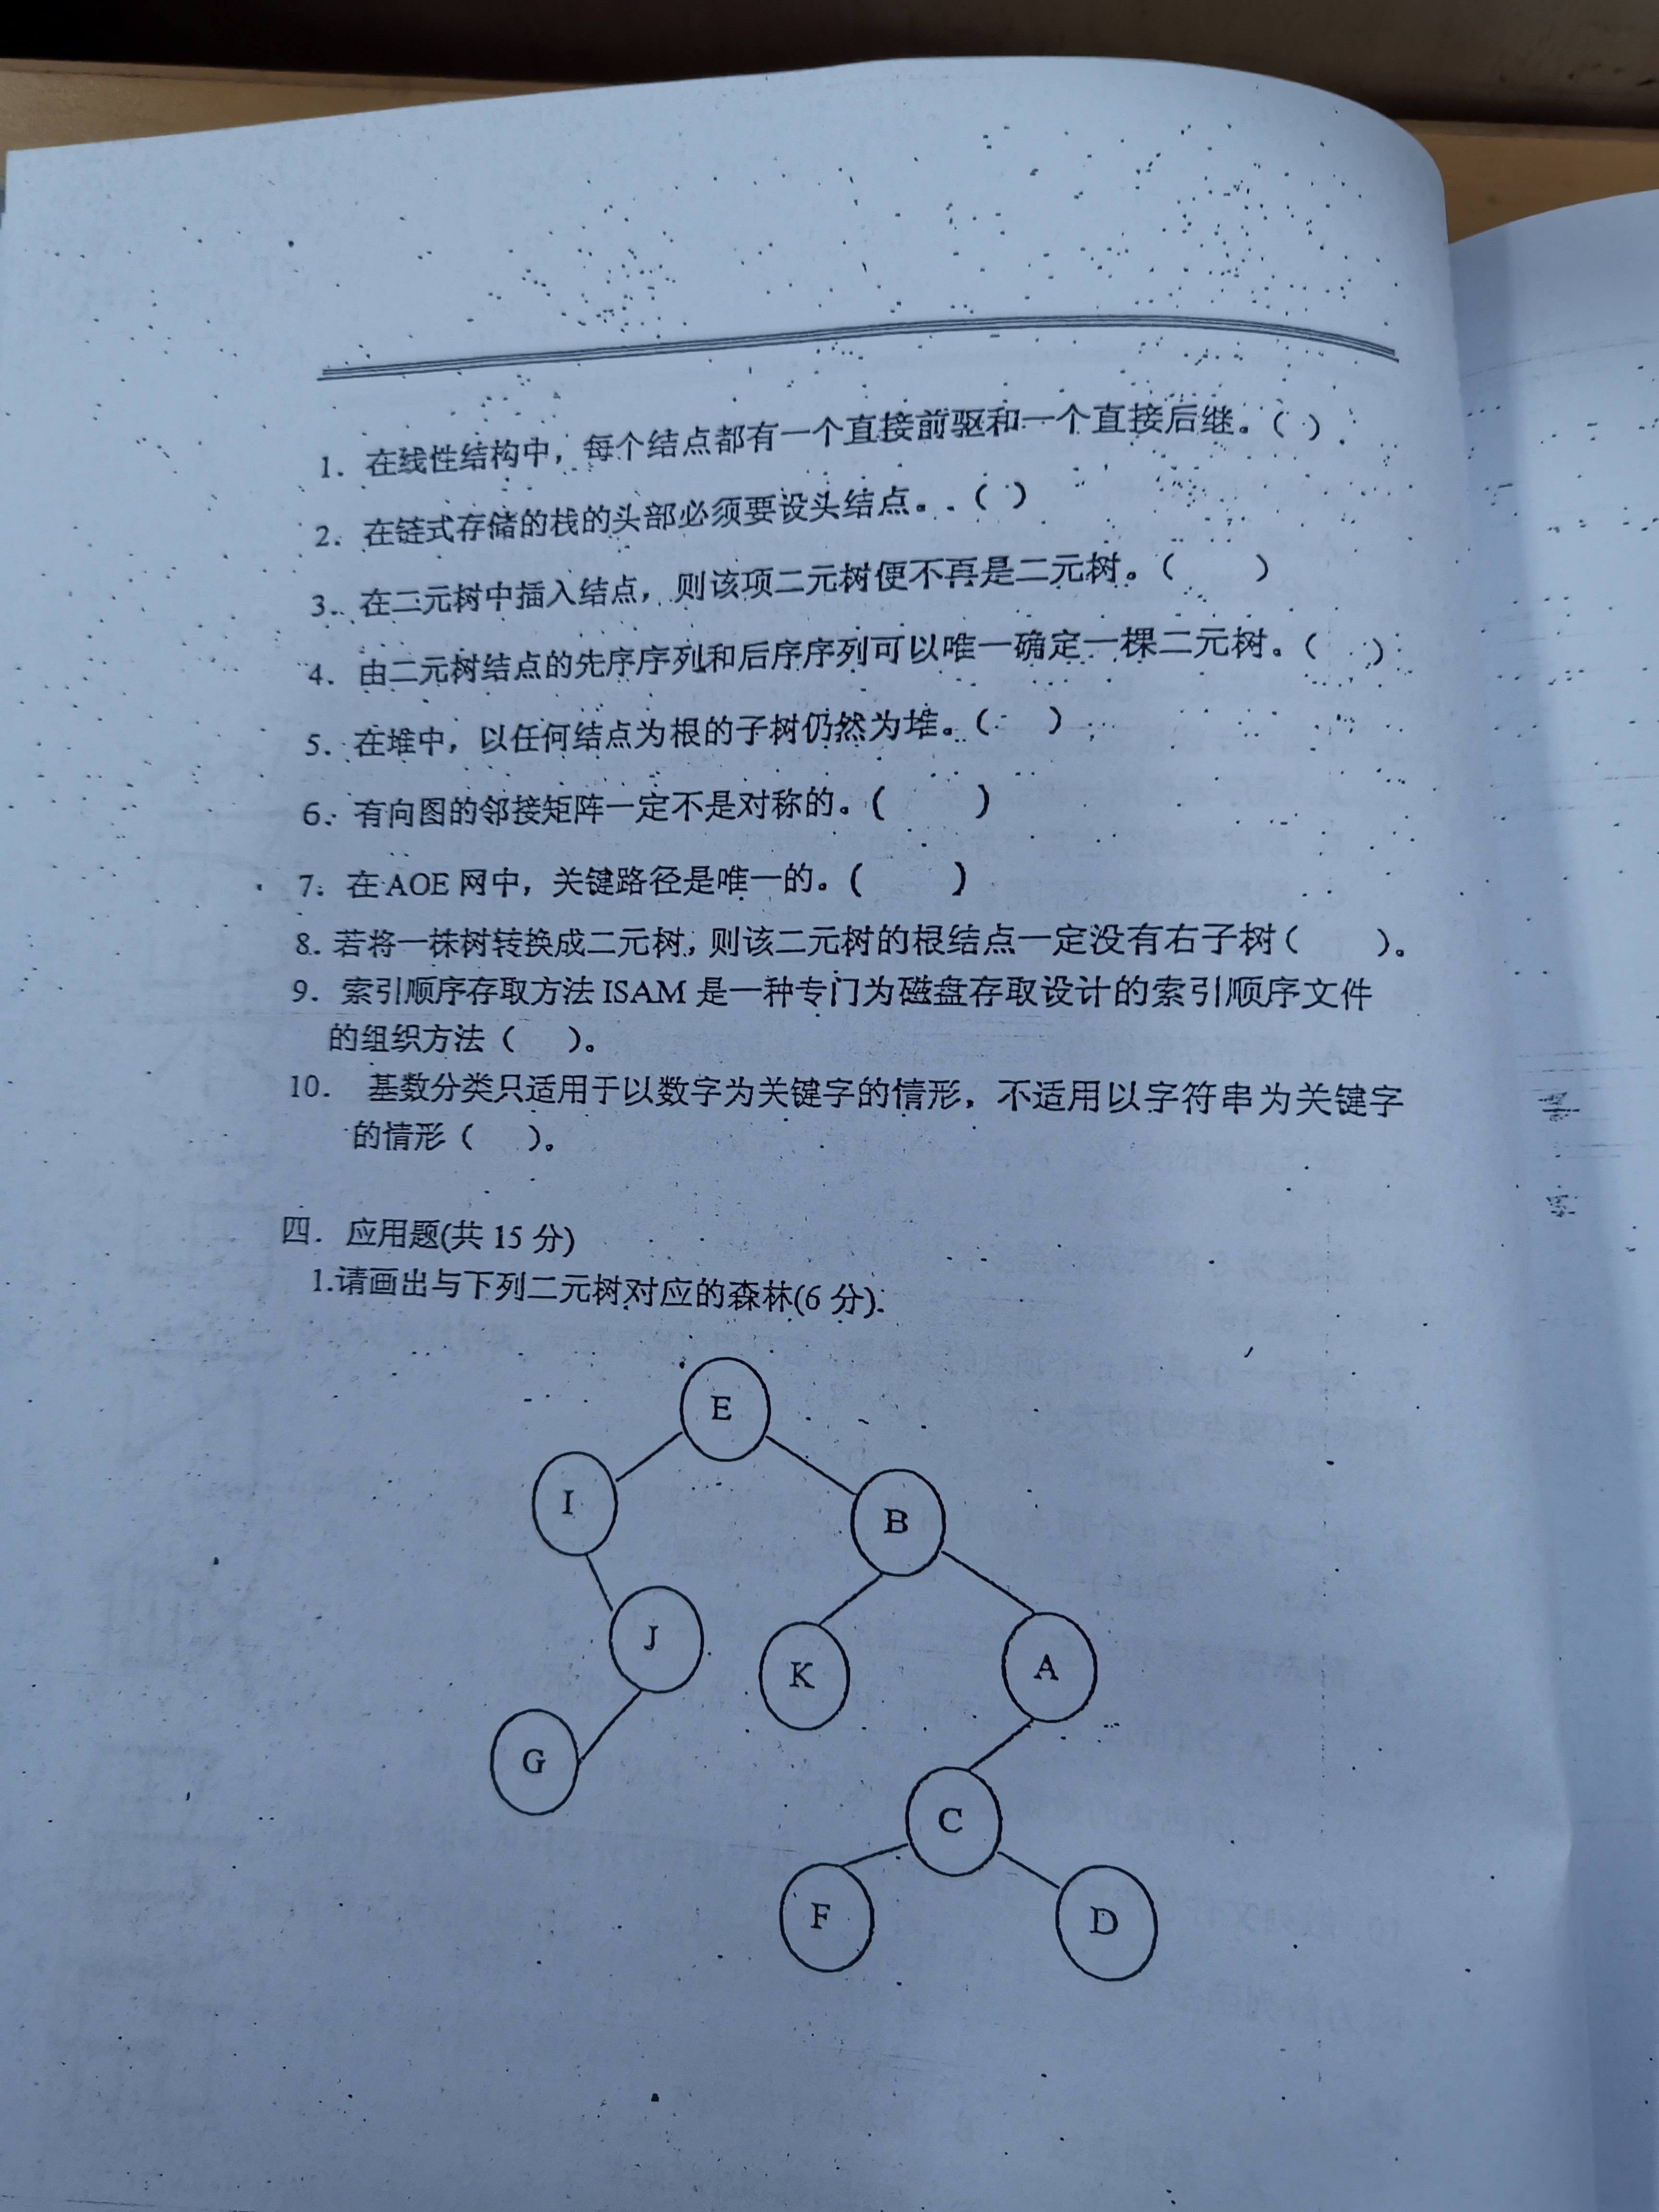 1. 在线性结构中，每个结点都有一个直接前驱和一个直接后继。（ ）.
2. 在链式存储的栈的头部必须要设头结点。（ ）
3. 在二元树中插入结点，则该项二元树便不再是二元树。（ ）
4. 由二元树结点的先序序列和后序序列可以唯一确定一棵二元树。（ ）
5. 在堆中，以任何结点为根的子树仍然为堆。（ ）
6. 有向图的邻接矩阵一定不是对称的。（ ）
7. 在AOE网中，关键路径是唯一的。（ ）
8. 若将一株树转换成二元树，则该二元树的根结点一定没有右子树（ ）。
9. 索引顺序存取方法ISAM是一种专门为磁盘存取设计的索引顺序文件
的组织方法（ ）。
10. 基数分类只适用于以数字为关键字的情形，不适用以字符串为关键字
的情形（ ）。
四. 应用题(共15分)
1.请画出与下列二元树对应的森林(6分).
E
I
B
J
K
A
G
C
F
D